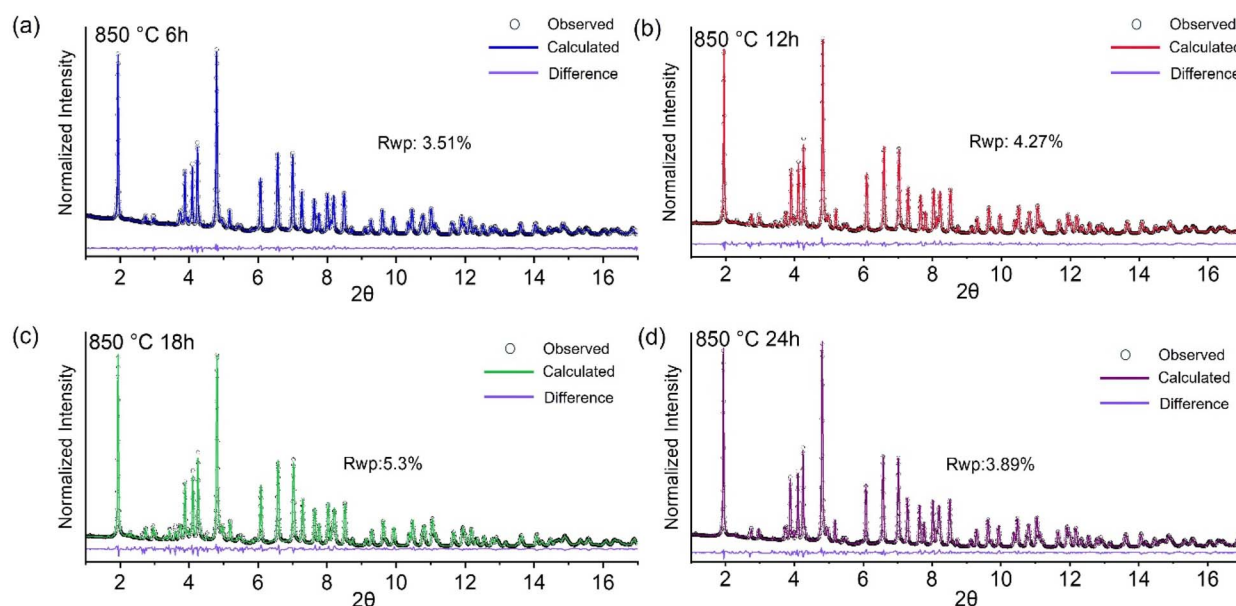 (a)
850 °C 6h
Observed
Calculated
Difference
Rwp: 3.51%
Normalized Intensity
2 4 6 8 10 12 14 16
2θ
(b)
850 °C 12h
Observed
Calculated
Difference
Rwp: 4.27%
Normalized Intensity
2 4 6 8 10 12 14 16
2θ
(c)
850 °C 18h
Observed
Calculated
Difference
Rwp:5.3%
Normalized Intensity
2 4 6 8 10 12 14 16
2θ
(d)
850 °C 24h
Observed
Calculated
Difference
Rwp:3.89%
Normalized Intensity
2 4 6 8 10 12 14 16
2θ